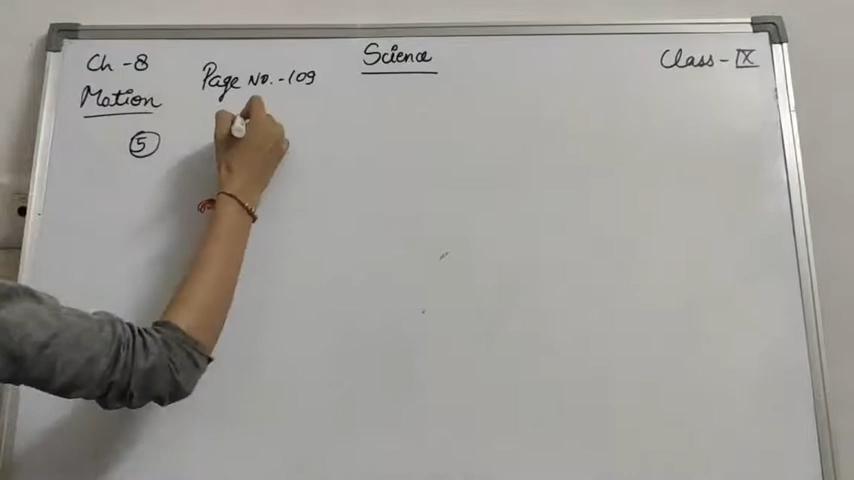 Ch - 8
Page No. - 109
Science
Class - IX
Motion
5